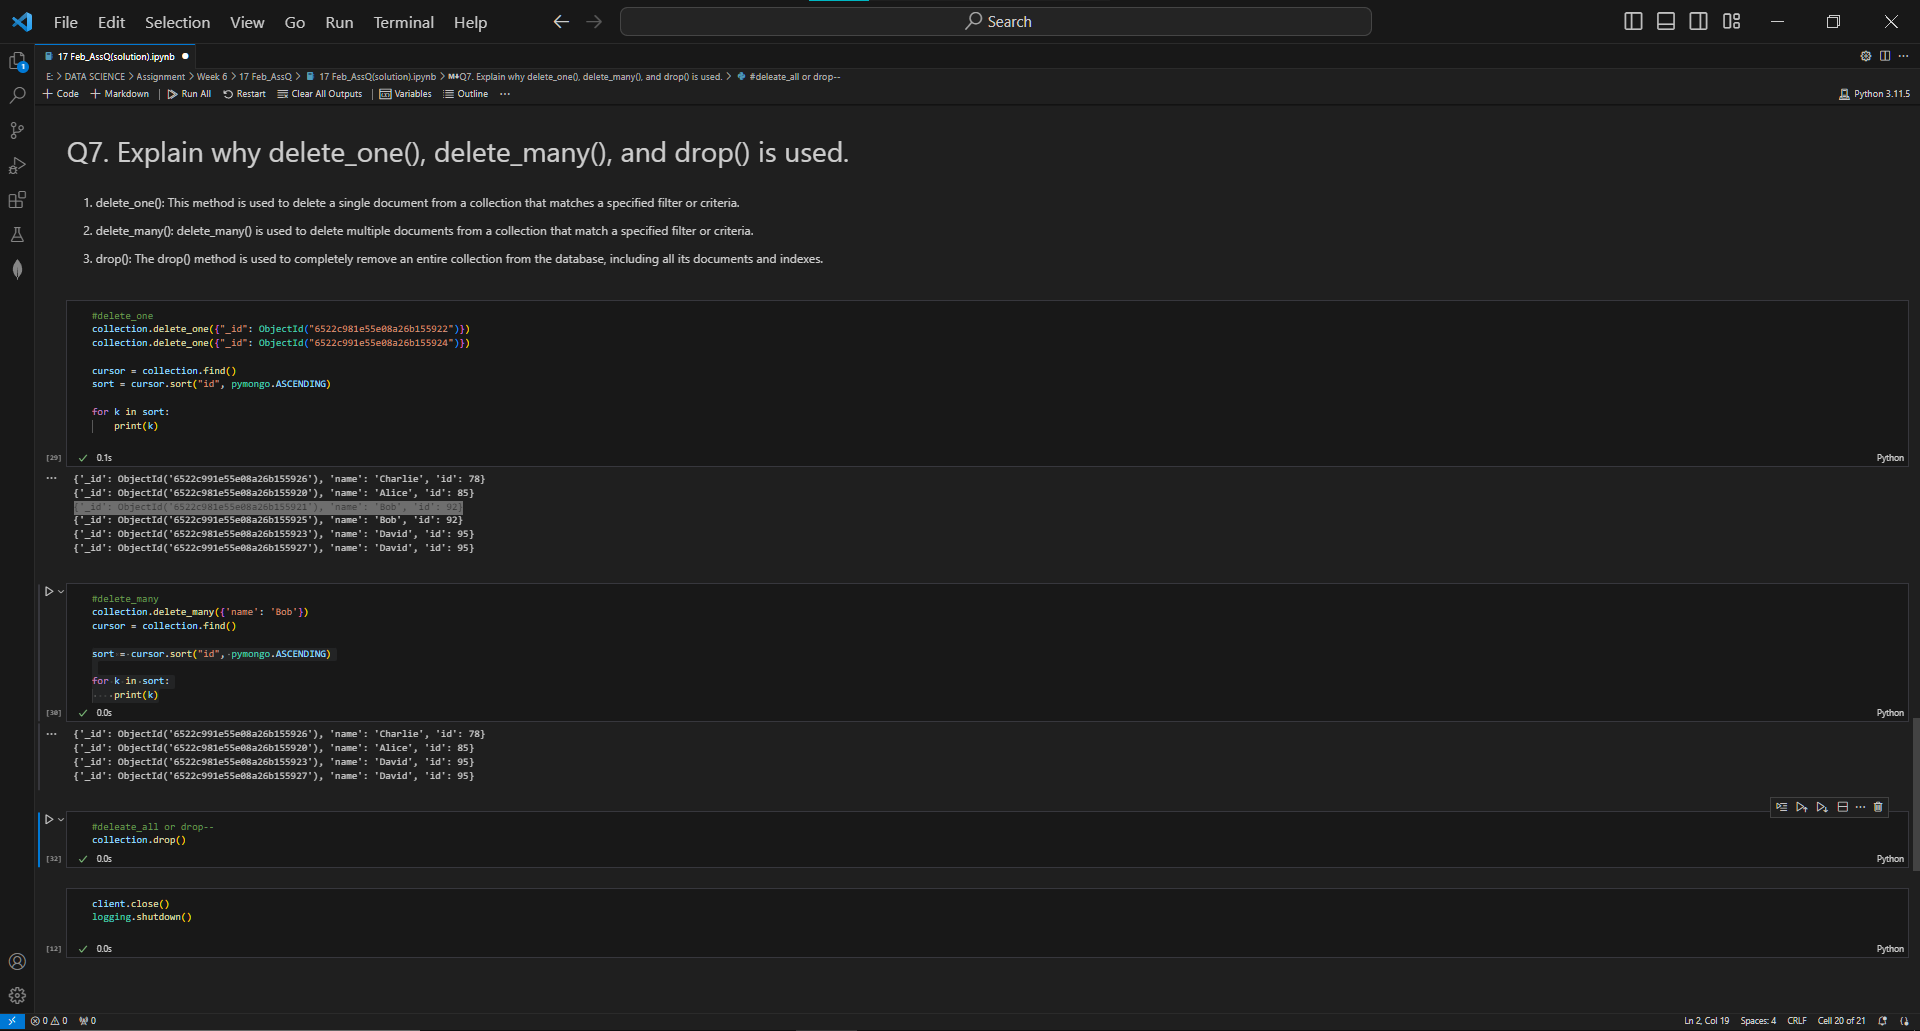 File Edit Selection View Go Run Terminal Help Search
17 Feb_AssQ(solution).ipynb
E: > DATA SCIENCE > Assignment > Week 6 > 17 Feb_AssQ > 17 Feb_AssQ(solution).ipynb > M+Q7. Explain why delete_one(), delete_many(), and drop() is used. > #deleate_all or drop--
+ Code + Markdown | Run All Restart Clear All Outputs | Variables Outline ... Python 3.11.5
Q7. Explain why delete_one(), delete_many(), and drop() is used.
1. delete_one(): This method is used to delete a single document from a collection that matches a specified filter or criteria.
2. delete_many(): delete_many() is used to delete multiple documents from a collection that match a specified filter or criteria.
3. drop(): The drop() method is used to completely remove an entire collection from the database, including all its documents and indexes.
#delete_one
collection.delete_one({"_id": ObjectId("6522c981e55e08a26b155922")})
collection.delete_one({"_id": ObjectId("6522c991e55e08a26b155924")})
cursor = collection.find()
sort = cursor.sort("id", pymongo.ASCENDING)
for k in sort:
print(k)
[29] 0.1s Python
{'_id': ObjectId('6522c991e55e08a26b155926'), 'name': 'Charlie', 'id': 78}
{'_id': ObjectId('6522c981e55e08a26b155920'), 'name': 'Alice', 'id': 85}
{'_id': ObjectId('6522c981e55e08a26b155921'), 'name': 'Bob', 'id': 92}
{'_id': ObjectId('6522c991e55e08a26b155925'), 'name': 'Bob', 'id': 92}
{'_id': ObjectId('6522c981e55e08a26b155923'), 'name': 'David', 'id': 95}
{'_id': ObjectId('6522c991e55e08a26b155927'), 'name': 'David', 'id': 95}
#delete_many
collection.delete_many({'name': 'Bob'})
cursor = collection.find()
sort = cursor.sort("id", pymongo.ASCENDING)
for k in sort:
print(k)
[30] 0.0s Python
{'_id': ObjectId('6522c991e55e08a26b155926'), 'name': 'Charlie', 'id': 78}
{'_id': ObjectId('6522c981e55e08a26b155920'), 'name': 'Alice', 'id': 85}
{'_id': ObjectId('6522c981e55e08a26b155923'), 'name': 'David', 'id': 95}
{'_id': ObjectId('6522c991e55e08a26b155927'), 'name': 'David', 'id': 95}
#deleate_all or drop--
collection.drop()
[32] 0.0s Python
client.close()
logging.shutdown()
[12] 0.0s Python
0 0 0 Ln 2, Col 19 Spaces: 4 CRLF Cell 20 of 21